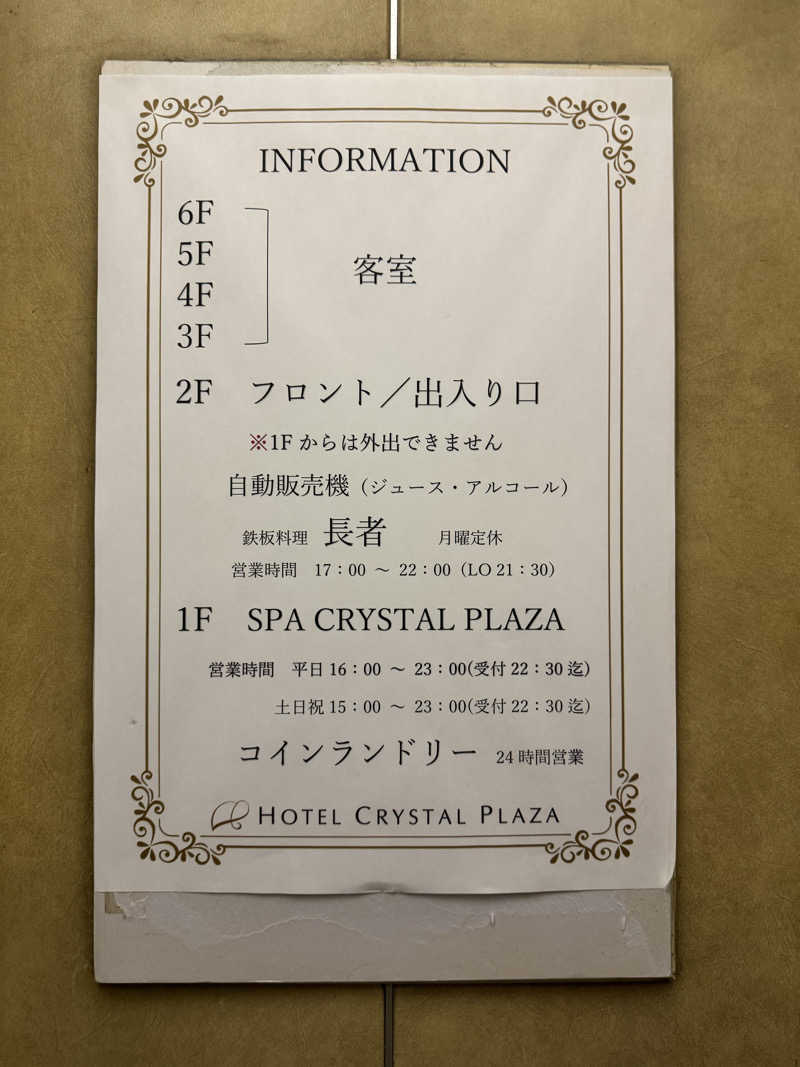 INFORMATION
6F
5F
4F
3F
客室
2F フロント／出入り口
※1Fからは外出できません
自動販売機（ジュース・アルコール）
鉄板料理 長者 月曜定休
営業時間 17：00 ～ 22：00（LO 21：30）
1F SPA CRYSTAL PLAZA
営業時間 平日 16：00 ～ 23：00(受付 22：30 迄)
土日祝 15：00 ～ 23：00(受付 22：30 迄)
コインランドリー 24 時間営業
HOTEL CRYSTAL PLAZA